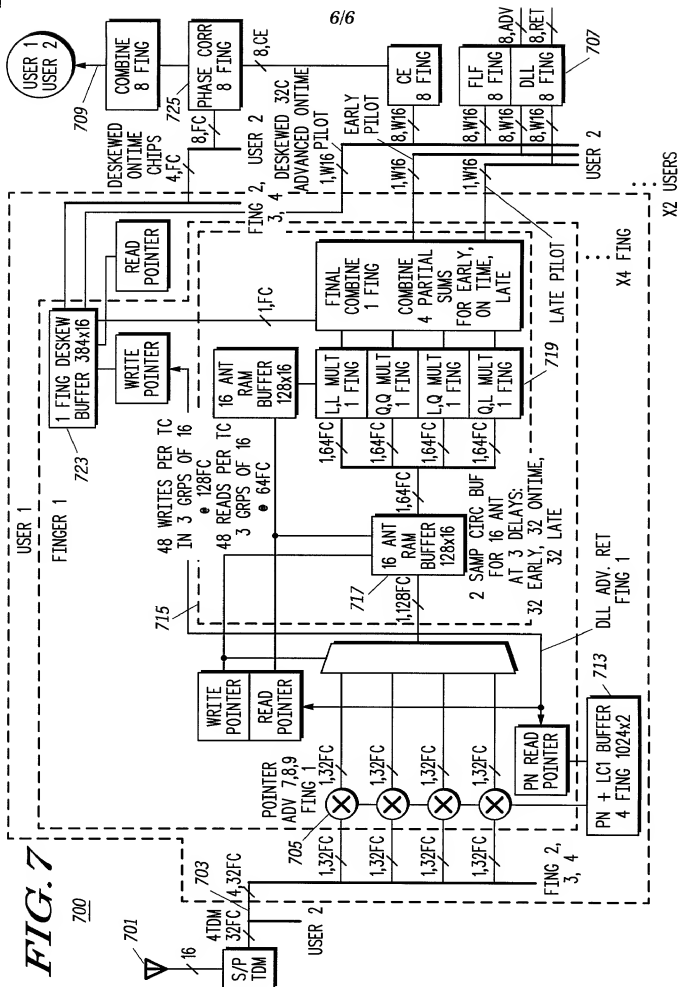 6/6
FIG. 7
700
701
16
S/P
TDM
4TDM
32FC
703
4,32FC
USER 2
1,32FC
1,32FC
1,32FC
1,32FC
FING 2,
3, 4
705
POINTER
ADV 7,8,9
FING 1
1,32FC
1,32FC
1,32FC
1,32FC
PN READ
POINTER
PN + LC1 BUFFER
4 FING 1024x2
713
DLL ADV. RET
FING 1
WRITE
POINTER
READ
POINTER
USER 1
FINGER 1
715
1,128FC
717
16 ANT
RAM
BUFFER
128x16
2 SAMP CIRC BUF
FOR 16 ANT
AT 3 DELAYS:
32 EARLY, 32 ONTIME,
32 LATE
48 WRITES PER TC
IN 3 GRPS OF 16
@ 128FC
48 READS PER TC
3 GRPS OF 16
@ 64FC
1,64FC
1,64FC
1,64FC
1,64FC
1,64FC
16 ANT
RAM
BUFFER
128x16
L,L MULT
1 FING
Q,Q MULT
1 FING
L,Q MULT
1 FING
Q,L MULT
1 FING
719
FINAL
COMBINE
1 FING
COMBINE
4 PARTIAL
SUMS
FOR EARLY,
ON TIME,
LATE
1,FC
1 FING DESKEW
BUFFER 384x16
723
WRITE
POINTER
READ
POINTER
FING 2,
3, 4
LATE PILOT
X4 FING
X2 USERS
DESKEWED
ONTIME
CHIPS
4,FC
USER 2
DESKEWED 32C
ADVANCED ONTIME
PILOT
1,W16
EARLY
PILOT
1,W16
1,W16
USER 2
8,FC
8,W16
8,W16
8,W16
8,W16
USER 1
USER 2
709
COMBINE
8 FING
725
PHASE CORR
8 FING
8,CE
CE
8 FING
FLF
8 FING
DLL
8 FING
707
8,ADV
8,RET